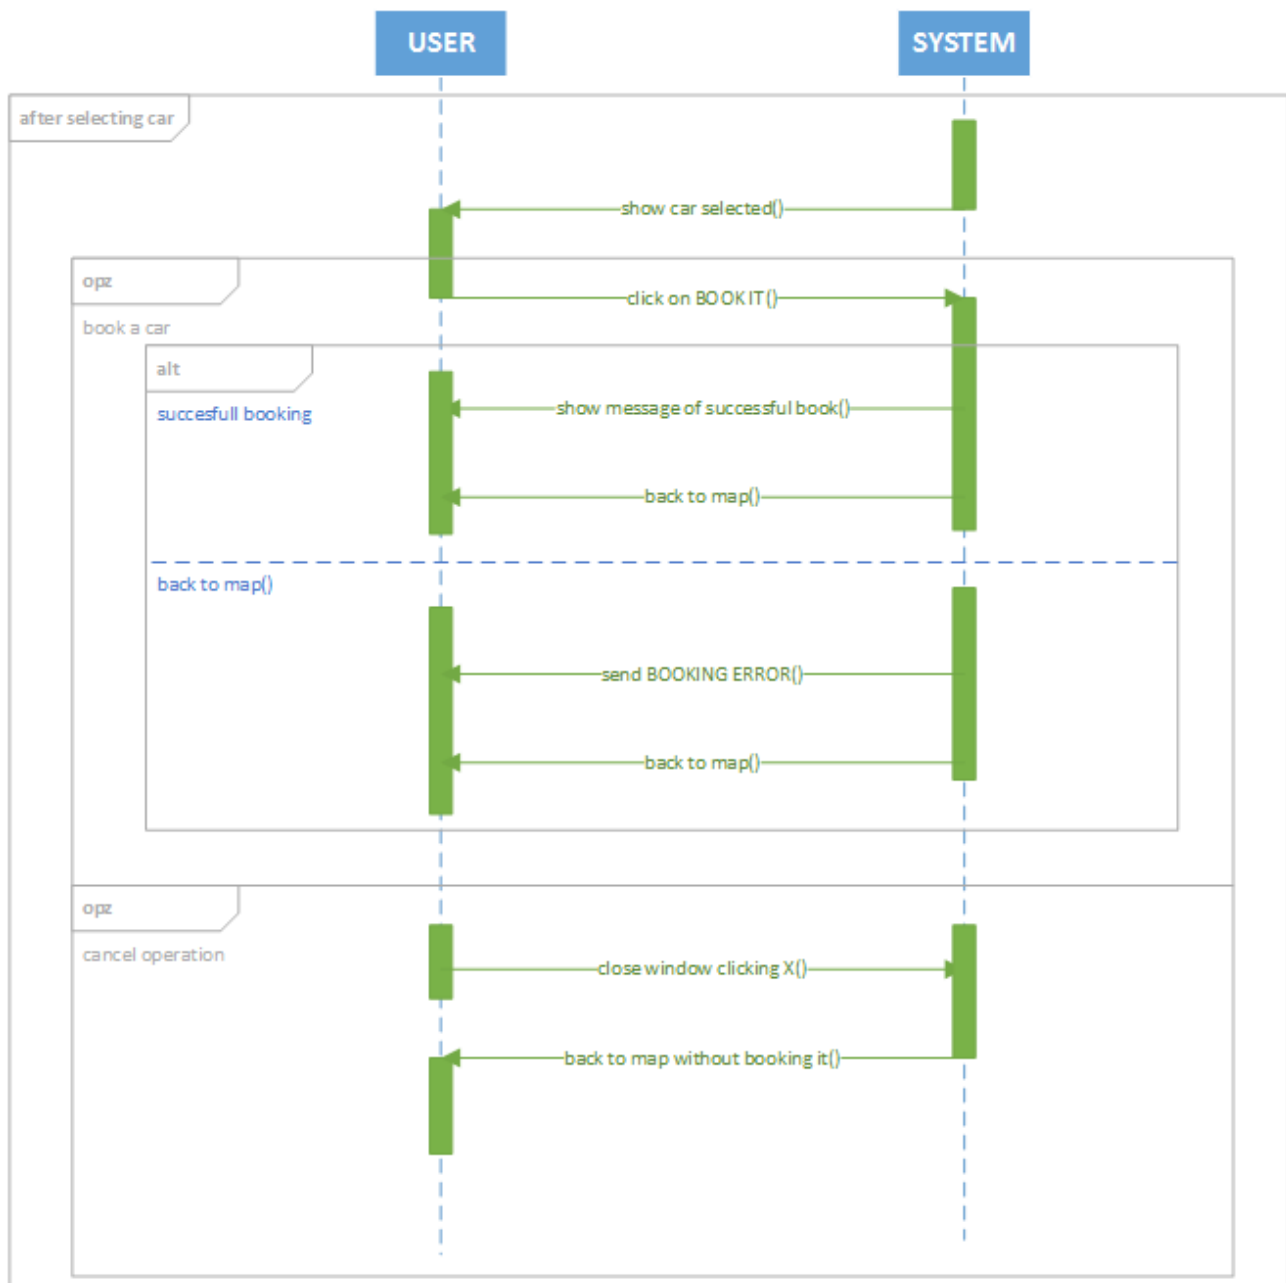 USER
SYSTEM
after selecting car
show car selected()
opz
click on BOOK IT()
book a car
alt
succesfull booking
show message of successful book()
back to map()
back to map()
send BOOKING ERROR()
back to map()
opz
cancel operation
close window clicking X()
back to map without booking it()